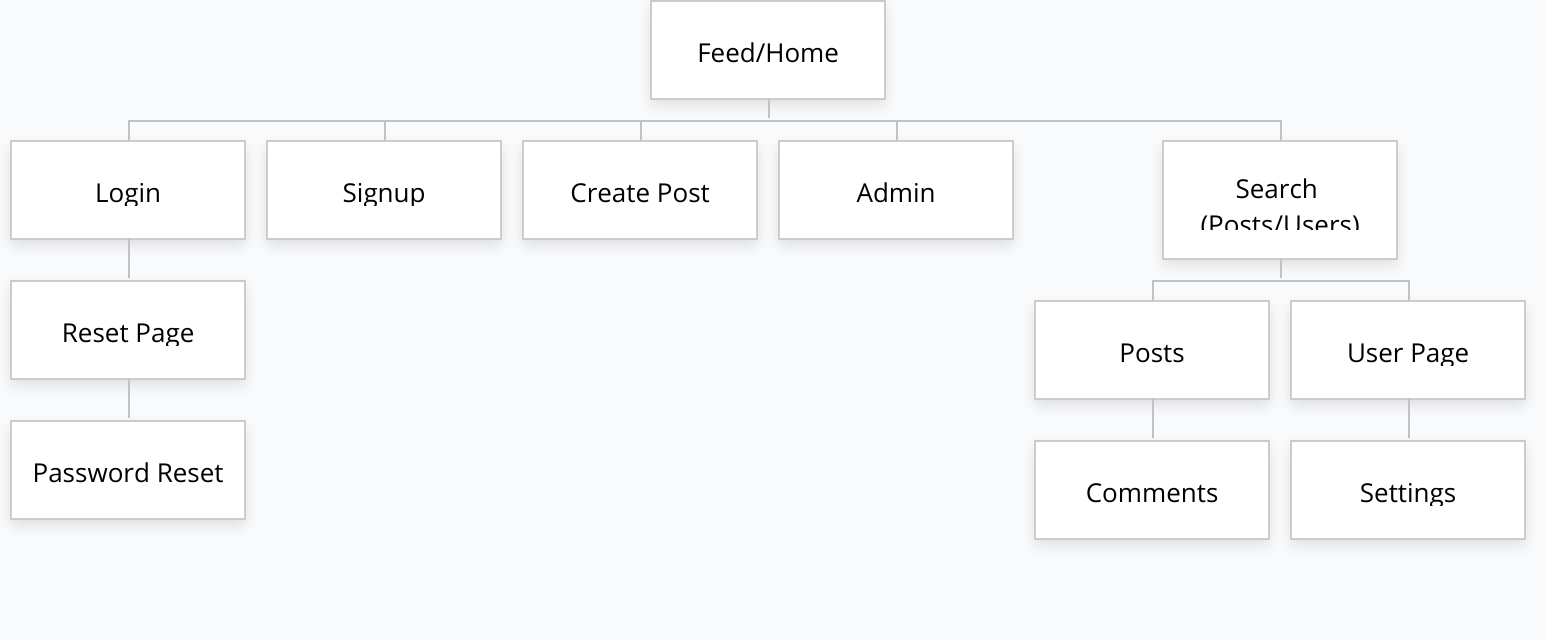 Feed/Home
Login
Signup
Create Post
Admin
Search
(Posts/Users)
Reset Page
Posts
User Page
Password Reset
Comments
Settings